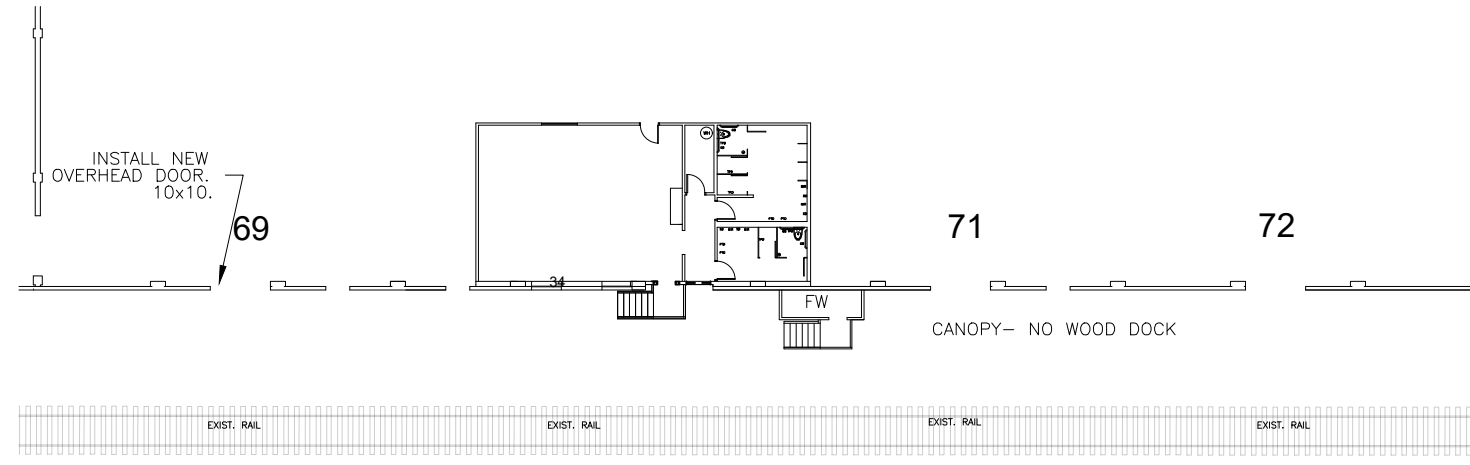 INSTALL NEW
OVERHEAD DOOR.
10x10.
WH
69
71
72
34
FW
CANOPY– NO WOOD DOCK
EXIST. RAIL
EXIST. RAIL
EXIST. RAIL
EXIST. RAIL